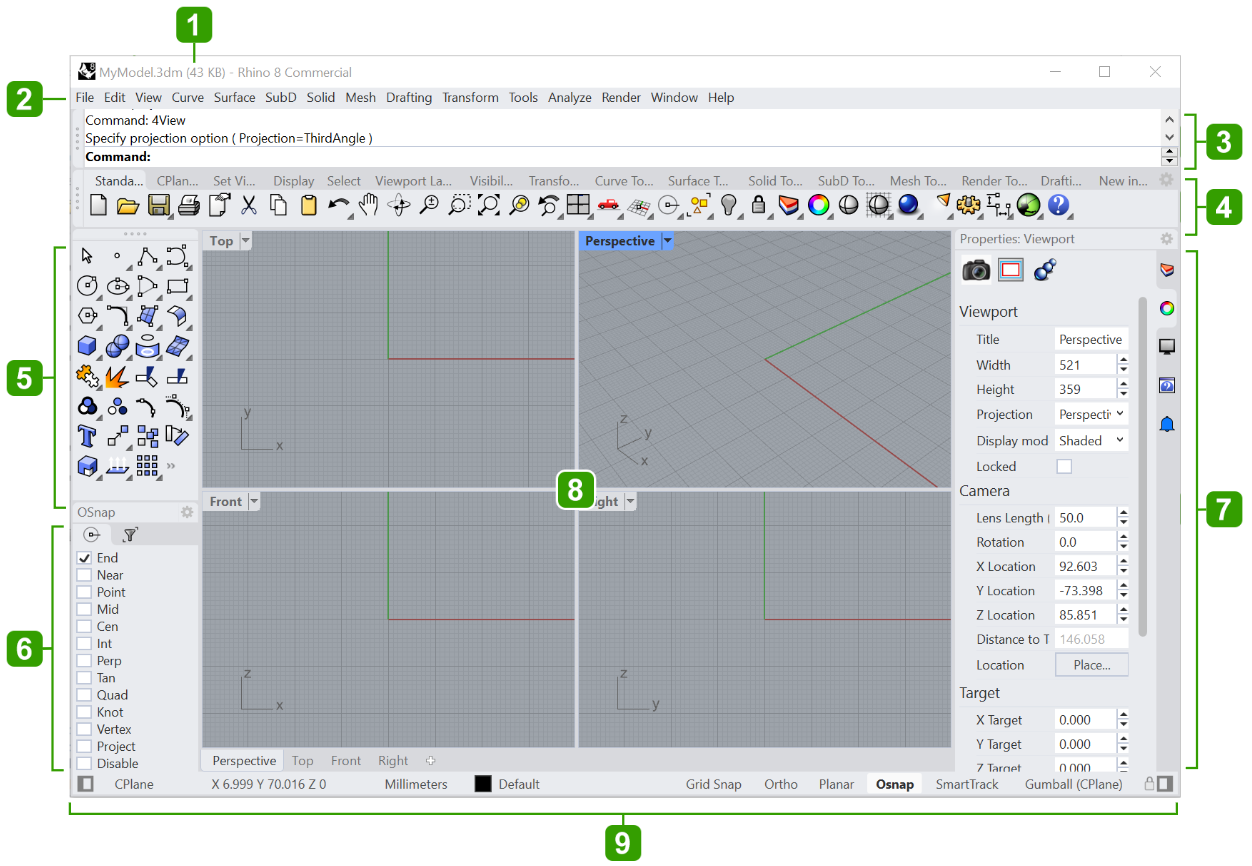 1
MyModel.3dm (43 KB) - Rhino 8 Commercial
2
File Edit View Curve Surface SubD Solid Mesh Drafting Transform Tools Analyze Render Window Help
Command: 4View
Specify projection option ( Projection=ThirdAngle )
Command:
3
Standa... CPlan... Set Vi... Display Select Viewport La... Visibil... Transfo... Curve To... Surface T... Solid To... SubD To... Mesh To... Render To... Drafti... New in...
4
5
Top
y
x
Perspective
z
y
x
Properties: Viewport
Viewport
Title Perspective
Width 521
Height 359
Projection Perspecti
Display mod Shaded
Locked
Camera
Lens Length ( 50.0
Rotation 0.0
X Location 92.603
Y Location -73.398
Z Location 85.851
Distance to T 146.058
Location Place...
Target
X Target 0.000
Y Target 0.000
Z Target 0.000
7
8
OSnap
End
Near
Point
Mid
Cen
Int
Perp
Tan
Quad
Knot
Vertex
Project
Disable
6
Front
z
x
ght
z
y
Perspective Top Front Right
CPlane X 6.999 Y 70.016 Z 0 Millimeters Default Grid Snap Ortho Planar Osnap SmartTrack Gumball (CPlane)
9